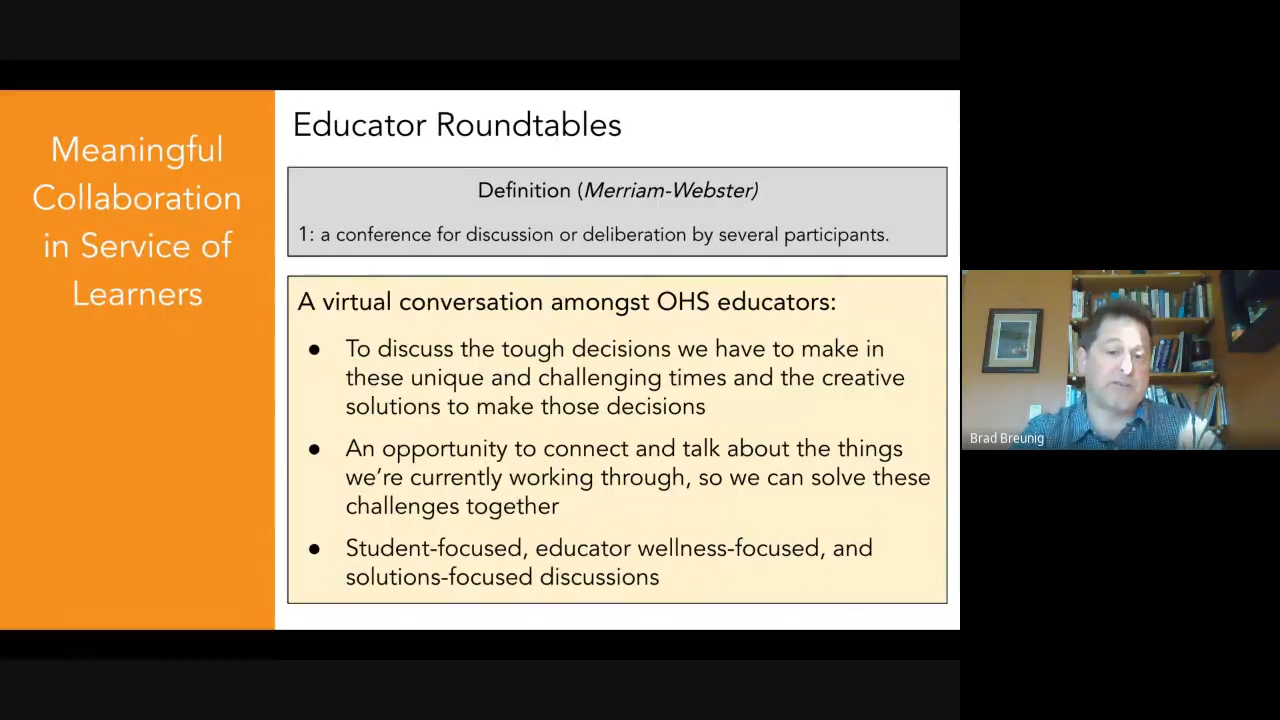 Meaningful
Collaboration
in Service of
Learners
Educator Roundtables
Definition (Merriam-Webster)
1: a conference for discussion or deliberation by several participants.
A virtual conversation amongst OHS educators:
● To discuss the tough decisions we have to make in
these unique and challenging times and the creative
solutions to make those decisions
● An opportunity to connect and talk about the things
we’re currently working through, so we can solve these
challenges together
● Student-focused, educator wellness-focused, and
solutions-focused discussions
Brad Breunig